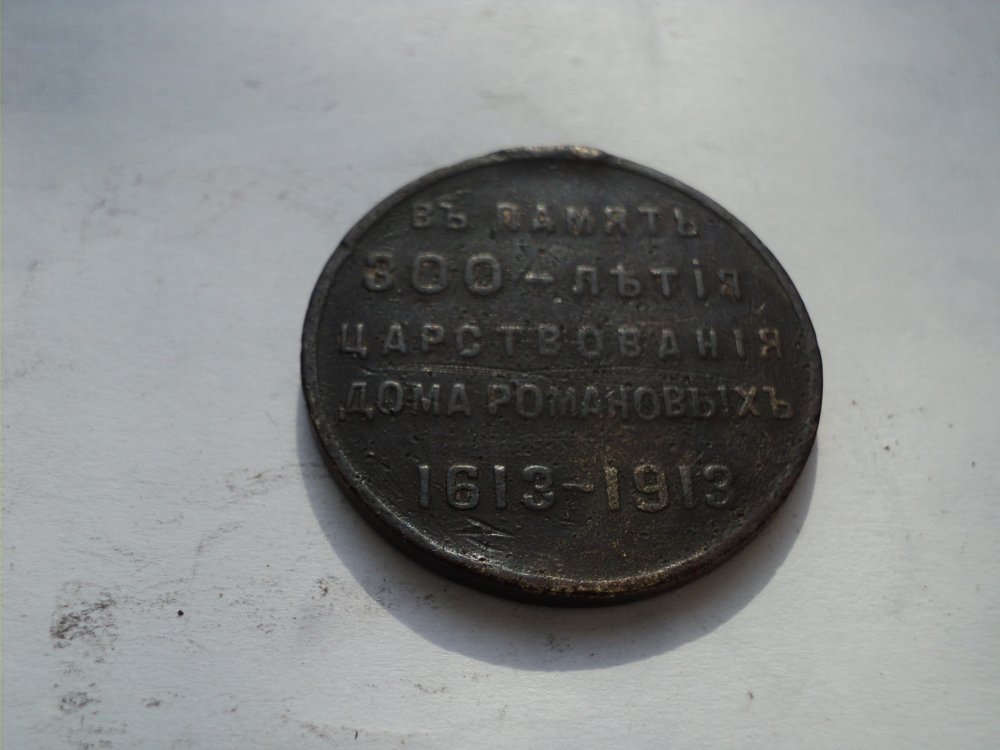 ВЪ ПАМЯТЬ
300-ЛѢТІЯ
ЦАРСТВОВАНІЯ
ДОМА РОМАНОВЫХЪ
1613-1913